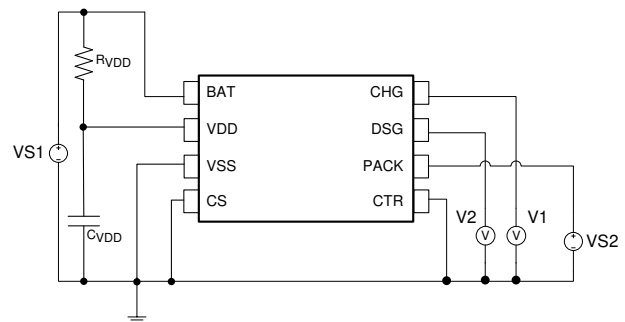 RVDD
BAT
CHG
VDD
DSG
VS1
VSS
PACK
CS
CTR
V2
V1
V
V
VS2
CVDD